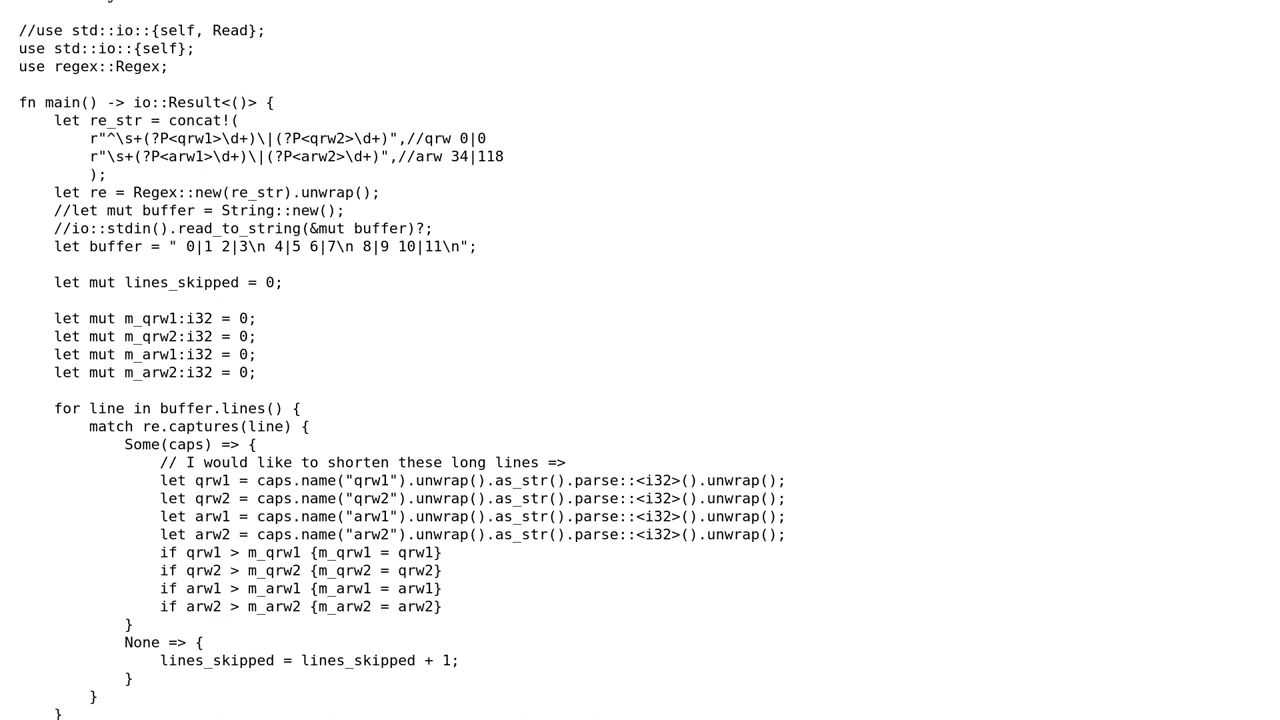 //use std::io::{self, Read};
use std::io::{self};
use regex::Regex;

fn main() -> io::Result<()> {
    let re_str = concat!(
        r"^\s+(?P<qrw1>\d+)\|(?P<qrw2>\d+)",//qrw 0|0
        r"\s+(?P<arw1>\d+)\|(?P<arw2>\d+)",//arw 34|118
        );
    let re = Regex::new(re_str).unwrap();
    //let mut buffer = String::new();
    //io::stdin().read_to_string(&mut buffer)?;
    let buffer = " 0|1 2|3\n 4|5 6|7\n 8|9 10|11\n";

    let mut lines_skipped = 0;

    let mut m_qrw1:i32 = 0;
    let mut m_qrw2:i32 = 0;
    let mut m_arw1:i32 = 0;
    let mut m_arw2:i32 = 0;

    for line in buffer.lines() {
        match re.captures(line) {
            Some(caps) => {
                // I would like to shorten these long lines =>
                let qrw1 = caps.name("qrw1").unwrap().as_str().parse::<i32>().unwrap();
                let qrw2 = caps.name("qrw2").unwrap().as_str().parse::<i32>().unwrap();
                let arw1 = caps.name("arw1").unwrap().as_str().parse::<i32>().unwrap();
                let arw2 = caps.name("arw2").unwrap().as_str().parse::<i32>().unwrap();
                if qrw1 > m_qrw1 {m_qrw1 = qrw1}
                if qrw2 > m_qrw2 {m_qrw2 = qrw2}
                if arw1 > m_arw1 {m_arw1 = arw1}
                if arw2 > m_arw2 {m_arw2 = arw2}
            }
            None => {
                lines_skipped = lines_skipped + 1;
            }
        }
    }